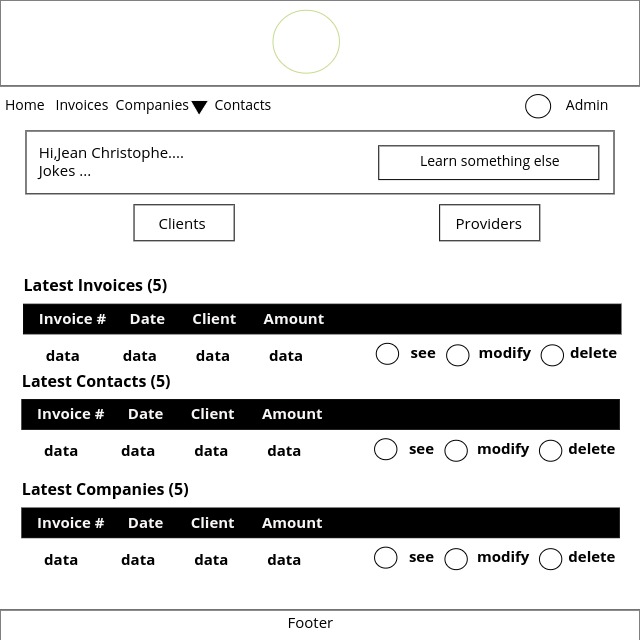 Home Invoices Companies Contacts Admin
Hi,Jean Christophe....
Jokes ...
Learn something else
Clients Providers
Latest Invoices (5)
Invoice # Date Client Amount
data data data data see modify delete
Latest Contacts (5)
Invoice # Date Client Amount
data data data data see modify delete
Latest Companies (5)
Invoice # Date Client Amount
data data data data see modify delete
Footer